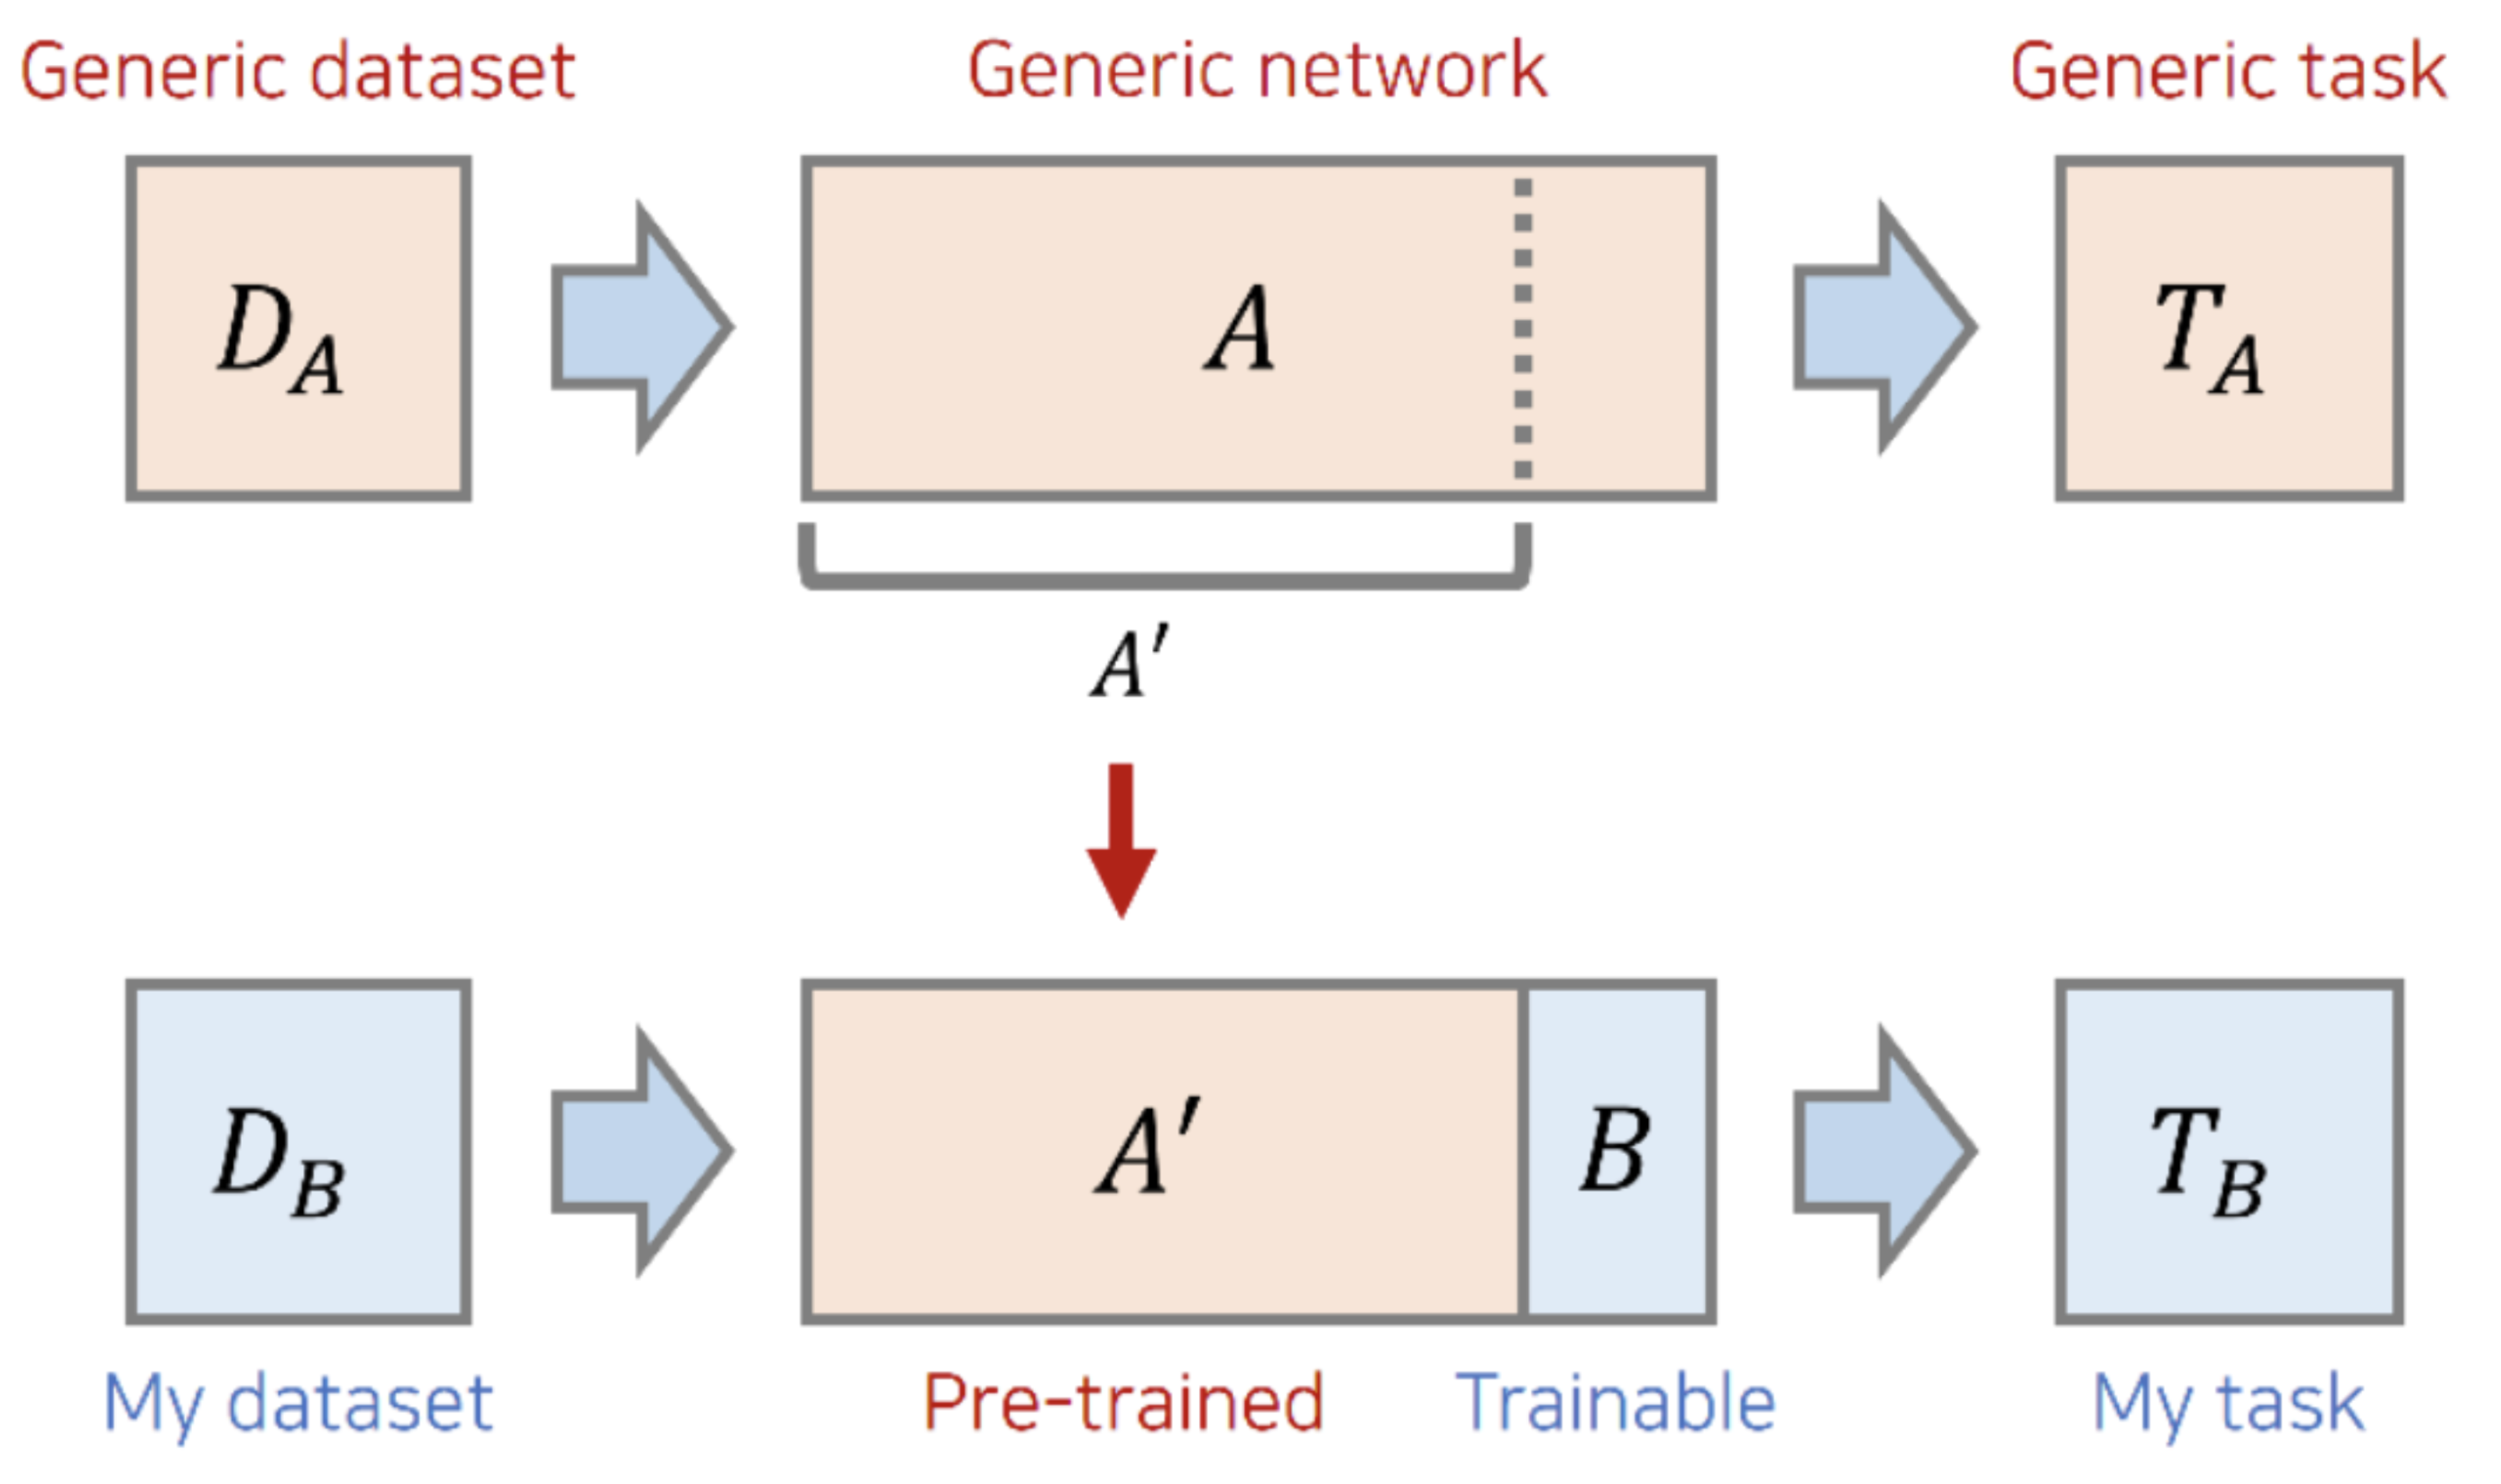 Generic dataset
Generic network
Generic task
D_A
A
T_A
A′
D_B
A′
B
T_B
My dataset
Pre-trained
Trainable
My task